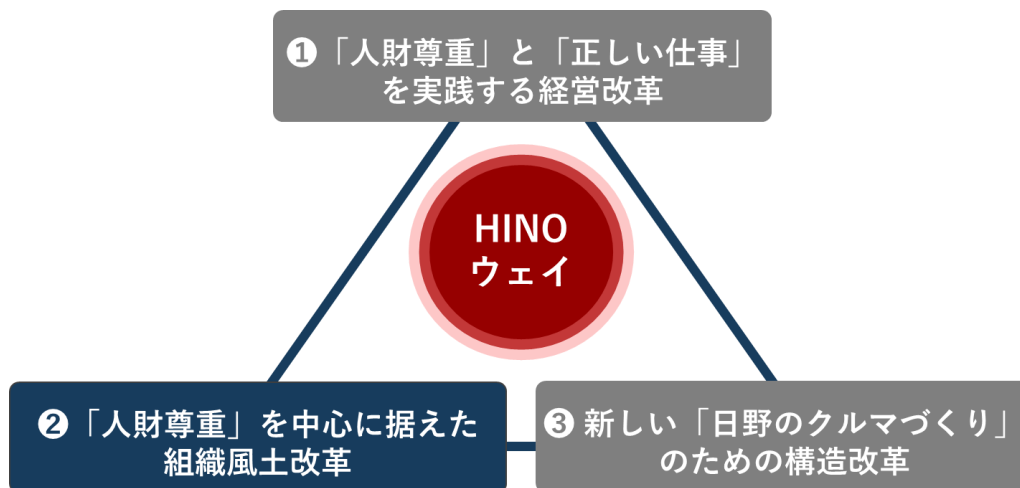 ❶「人財尊重」と「正しい仕事」
を実践する経営改革
HINO
ウェイ
❷「人財尊重」を中心に据えた
組織風土改革
❸ 新しい「日野のクルマづくり」
のための構造改革